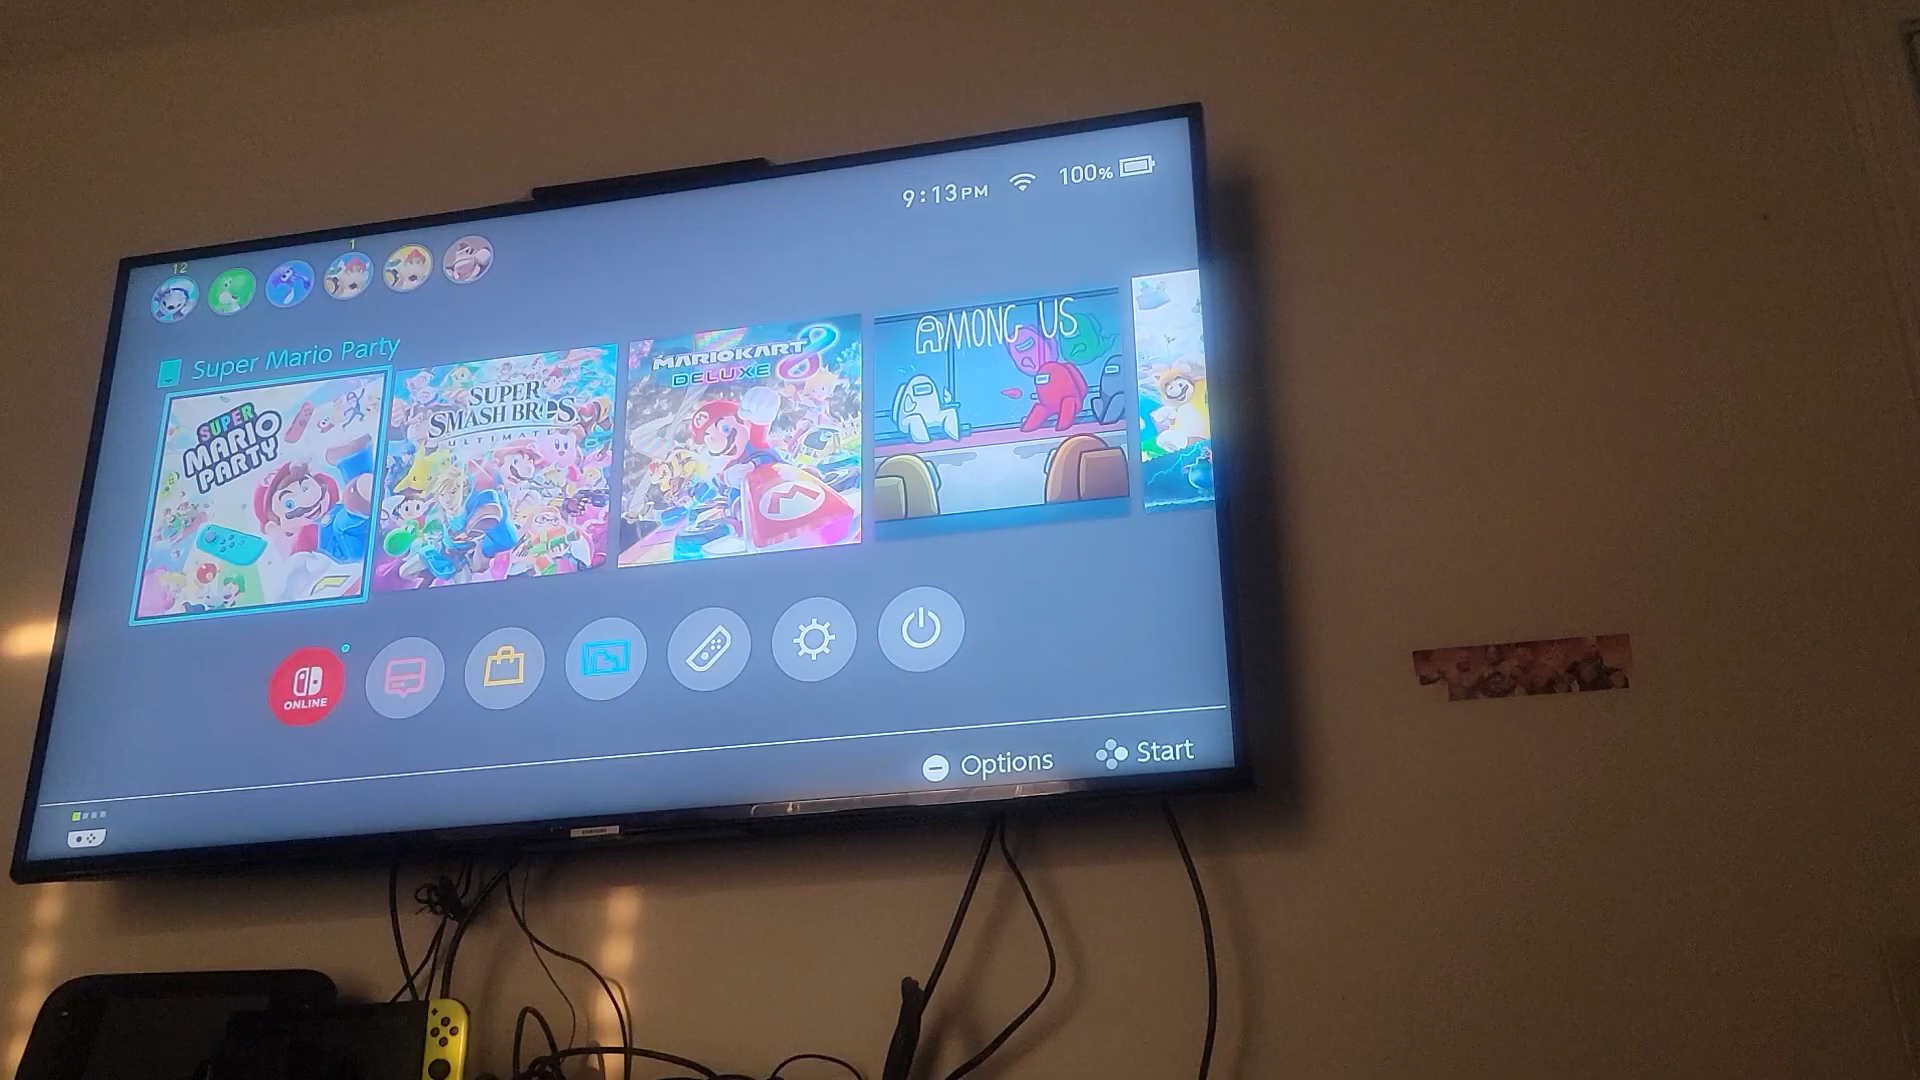 9:13PM 100%
12
1
Super Mario Party
SUPER
MARIO
PARTY
SUPER
SMASH BROS.
ULTIMATE
MARIOKART 8
DELUXE
AMONG US
ONLINE
Options
Start
SAMSUNG